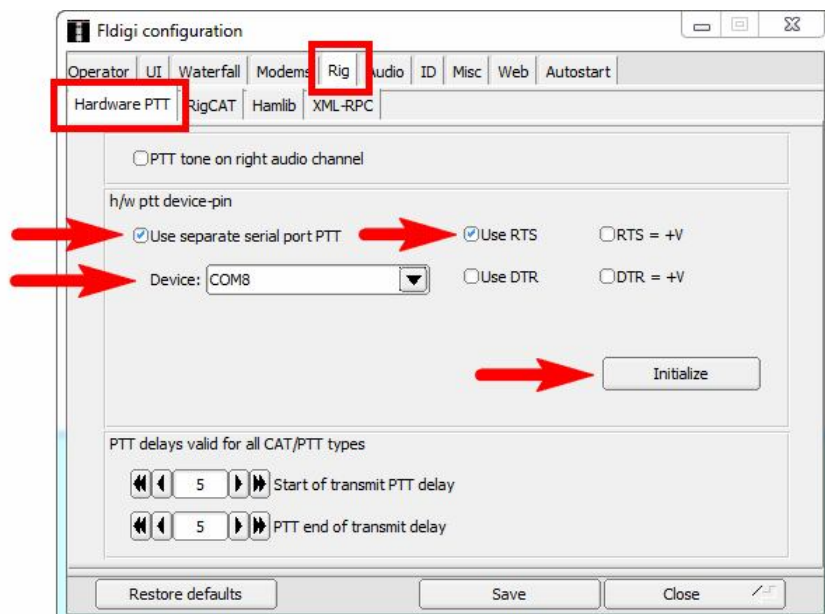 Fldigi configuration
Operator UI Waterfall Modems Rig Audio ID Misc Web Autostart
Hardware PTT RigCAT Hamlib XML-RPC
PTT tone on right audio channel
h/w ptt device-pin
Use separate serial port PTT Use RTS RTS = +V
Device: COM8 Use DTR DTR = +V
Initialize
PTT delays valid for all CAT/PTT types
5 Start of transmit PTT delay
5 PTT end of transmit delay
Restore defaults Save Close